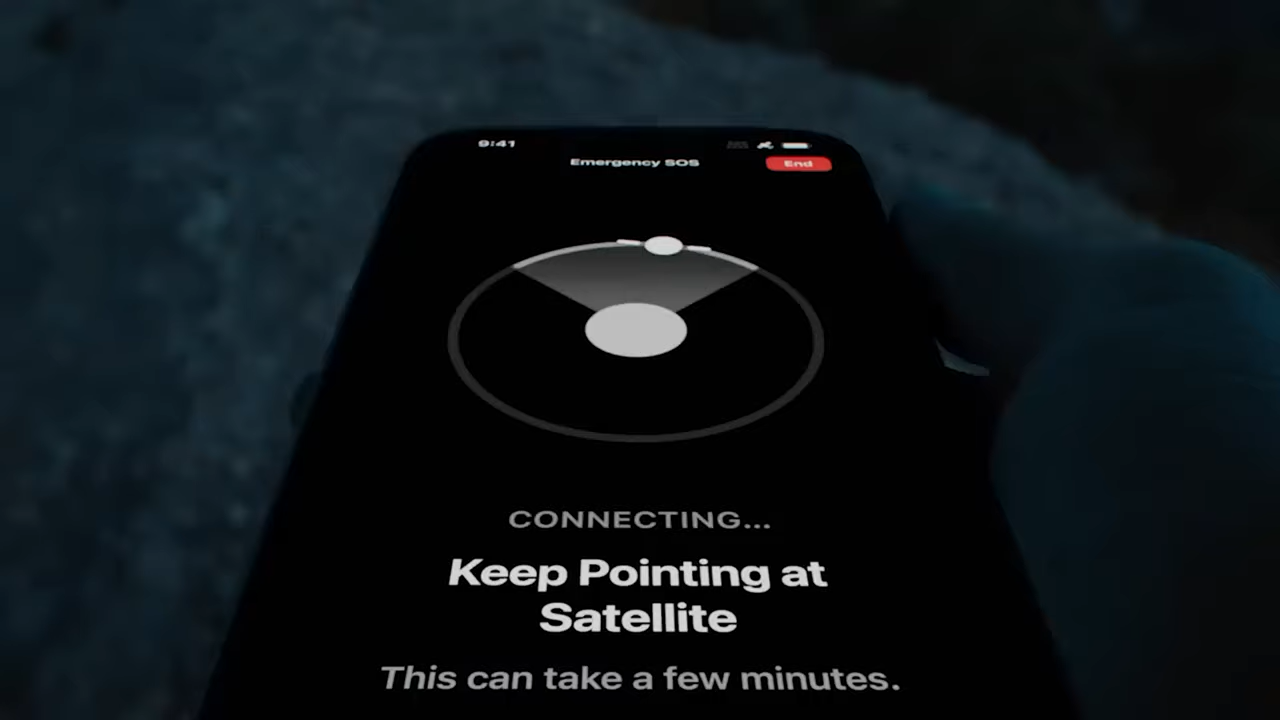 9:41
Emergency SOS
End
CONNECTING...
Keep Pointing at
Satellite
This can take a few minutes.